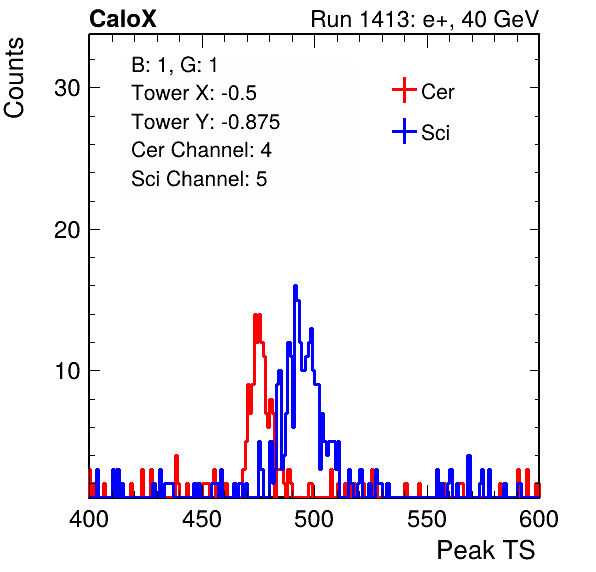 CaloX Run 1413: e+, 40 GeV
Counts
B: 1, G: 1
Tower X: -0.5
Tower Y: -0.875
Cer Channel: 4
Sci Channel: 5
Cer
Sci
30
20
10
400 450 500 550 600
Peak TS